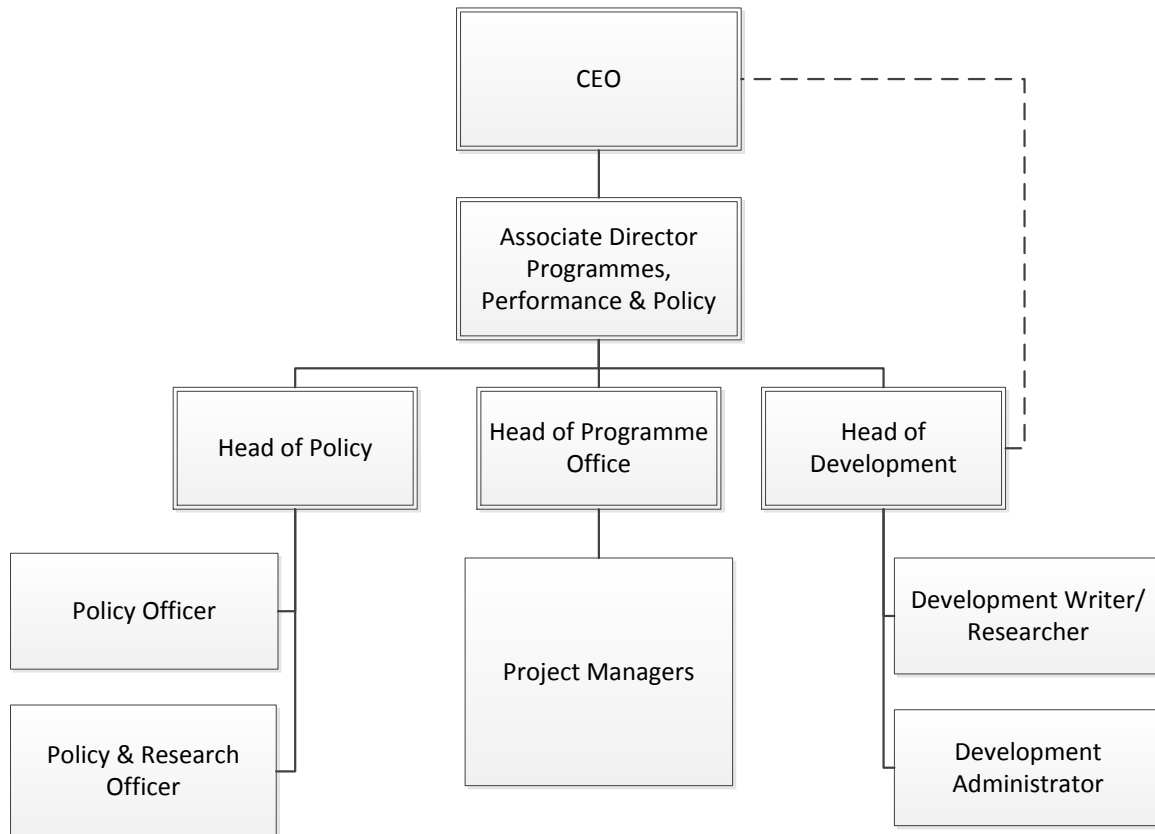 CEO
Associate Director
Programmes,
Performance & Policy
Head of Policy
Head of Programme
Office
Head of
Development
Policy Officer
Policy & Research
Officer
Project Managers
Development Writer/
Researcher
Development
Administrator